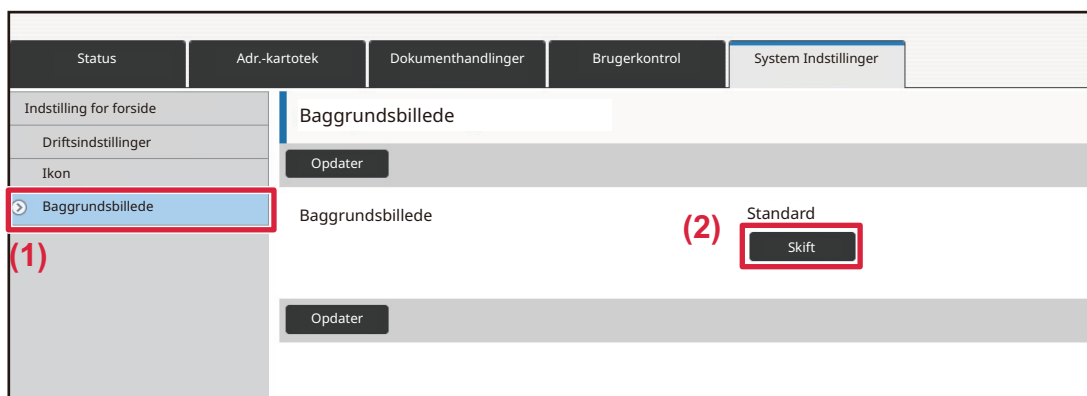 Status Adr.-kartotek Dokumenthandlinger Brugerkontrol System Indstillinger
Indstilling for forside
Driftsindstillinger
Ikon
Baggrundsbillede
(1)
Baggrundsbillede
Opdater
Baggrundsbillede
(2)
Standard
Skift
Opdater